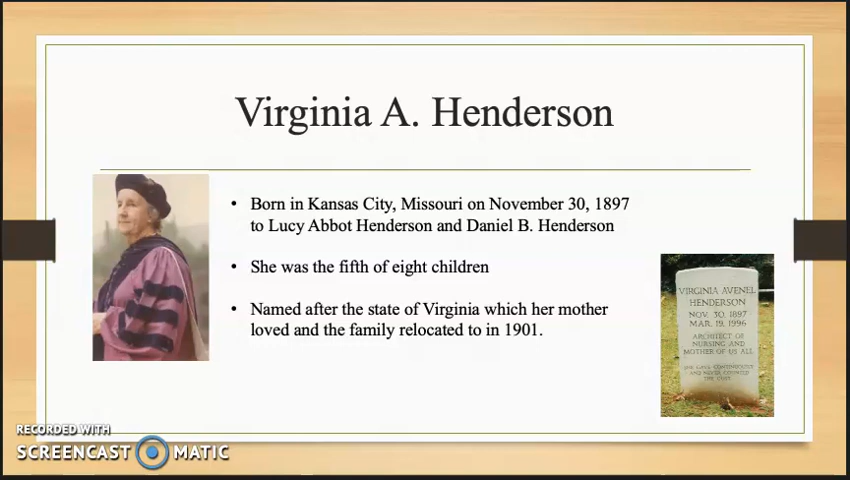 Virginia A. Henderson
• Born in Kansas City, Missouri on November 30, 1897
to Lucy Abbot Henderson and Daniel B. Henderson
• She was the fifth of eight children
• Named after the state of Virginia which her mother
loved and the family relocated to in 1901.
VIRGINIA AVENEL
HENDERSON
NOV. 30, 1897
MAR. 19, 1996
ARCHITECT OF
NURSING AND
MOTHER OF US ALL
RECORDED WITH
SCREENCAST MATIC